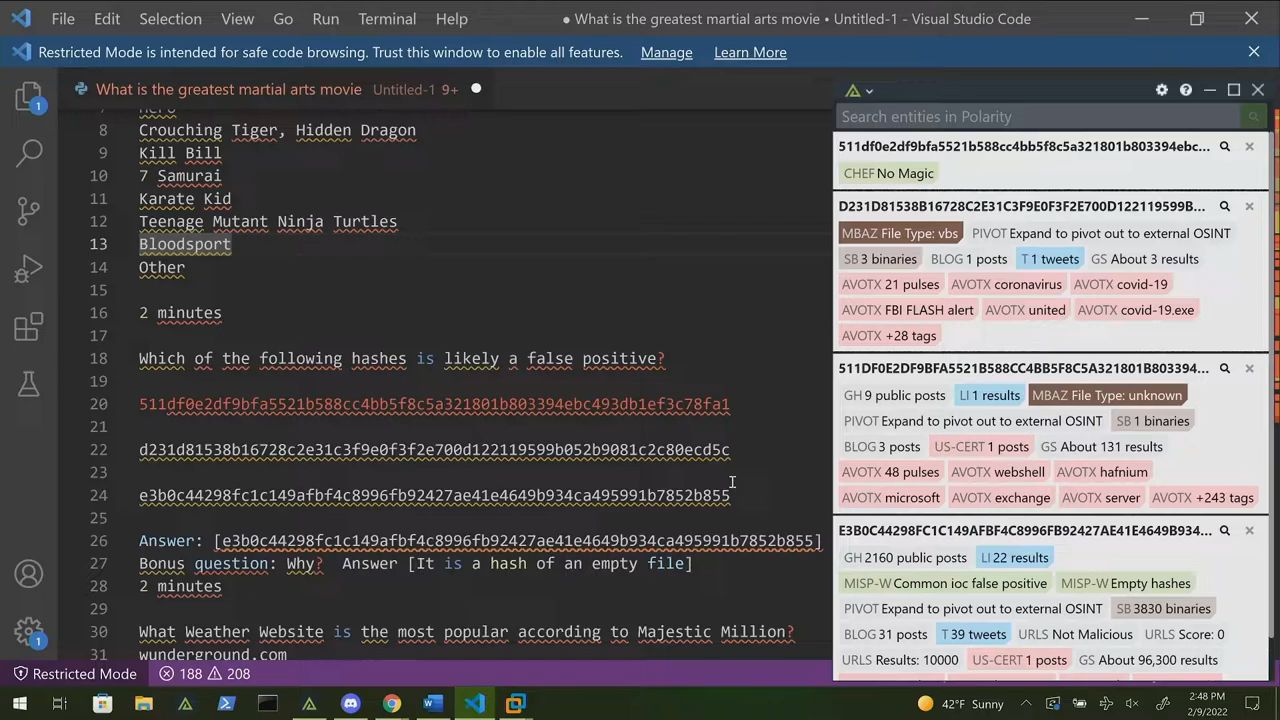 File Edit Selection View Go Run Terminal Help
● What is the greatest martial arts movie • Untitled-1 - Visual Studio Code
Restricted Mode is intended for safe code browsing. Trust this window to enable all features. Manage Learn More
What is the greatest martial arts movie Untitled-1 9+
7 Hero
8 Crouching Tiger, Hidden Dragon
9 Kill Bill
10 7 Samurai
11 Karate Kid
12 Teenage Mutant Ninja Turtles
13 Bloodsport
14 Other
15
16 2 minutes
17
18 Which of the following hashes is likely a false positive?
19
20 511df0e2df9bfa5521b588cc4bb5f8c5a321801b803394ebc493db1ef3c78fa1
21
22 d231d81538b16728c2e31c3f9e0f3f2e700d122119599b052b9081c2c80ecd5c
23
24 e3b0c44298fc1c149afbf4c8996fb92427ae41e4649b934ca495991b7852b855
25
26 Answer: [e3b0c44298fc1c149afbf4c8996fb92427ae41e4649b934ca495991b7852b855]
27 Bonus question: Why? Answer [It is a hash of an empty file]
28 2 minutes
29
30 What Weather Website is the most popular according to Majestic Million?
31 wunderground.com
Search entities in Polarity
511df0e2df9bfa5521b588cc4bb5f8c5a321801b803394ebc...
CHEF No Magic
D231D81538B16728C2E31C3F9E0F3F2E700D122119599B...
MBAZ File Type: vbs PIVOT Expand to pivot out to external OSINT
SB 3 binaries BLOG 1 posts T 1 tweets GS About 3 results
AVOTX 21 pulses AVOTX coronavirus AVOTX covid-19
AVOTX FBI FLASH alert AVOTX united AVOTX covid-19.exe
AVOTX +28 tags
511DF0E2DF9BFA5521B588CC4BB5F8C5A321801B803394...
GH 9 public posts LI 1 results MBAZ File Type: unknown
PIVOT Expand to pivot out to external OSINT SB 1 binaries
BLOG 3 posts US-CERT 1 posts GS About 131 results
AVOTX 48 pulses AVOTX webshell AVOTX hafnium
AVOTX microsoft AVOTX exchange AVOTX server AVOTX +243 tags
E3B0C44298FC1C149AFBF4C8996FB92427AE41E4649B934...
GH 2160 public posts LI 22 results
MISP-W Common ioc false positive MISP-W Empty hashes
PIVOT Expand to pivot out to external OSINT SB 3830 binaries
BLOG 31 posts T 39 tweets URLS Not Malicious URLS Score: 0
URLS Results: 10000 US-CERT 1 posts GS About 96,300 results
1
1
Restricted Mode 188 208
42°F Sunny
2:48 PM
2/9/2022